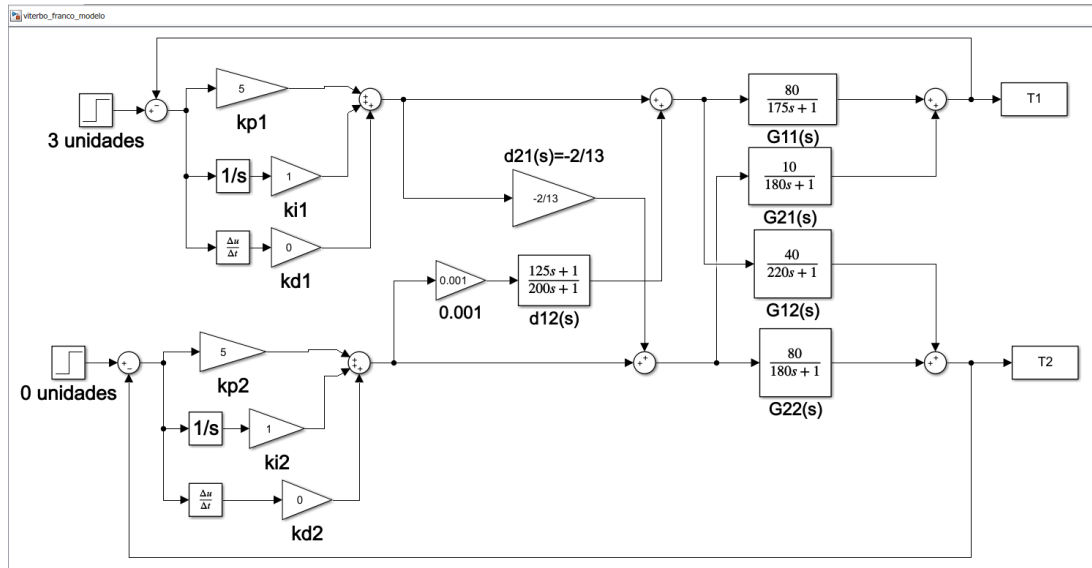 viterbo_franco_modelo
3 unidades
5
kp1
1/s
1
ki1
Δu
Δt
0
kd1
d21(s)=-2/13
-2/13
0.001
0.001
125s + 1
200s + 1
d12(s)
80
175s + 1
G11(s)
10
180s + 1
G21(s)
40
220s + 1
G12(s)
80
180s + 1
G22(s)
T1
T2
0 unidades
5
kp2
1/s
1
ki2
Δu
Δt
0
kd2